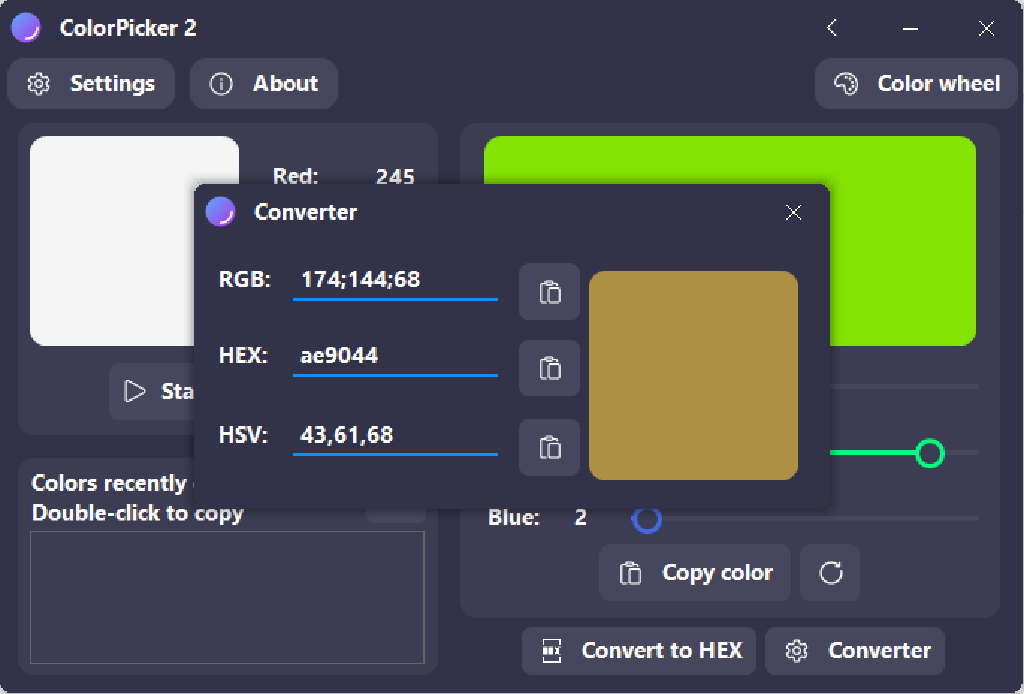 ColorPicker 2
Settings
About
Color wheel
Red: 245
Converter
RGB: 174;144;68
HEX: ae9044
HSV: 43,61,68
Colors recently
Double-click to copy
Blue: 2
Copy color
Convert to HEX
Converter